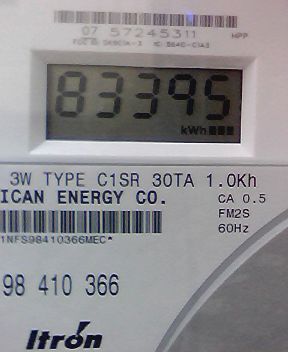 07 57245311 HPP
83395
kWh
3W TYPE C1SR 30TA 1.0Kh
ICAN ENERGY CO. CA 0.5
FM2S
1NFS98410366MEC* 60Hz
98 410 366
Itron